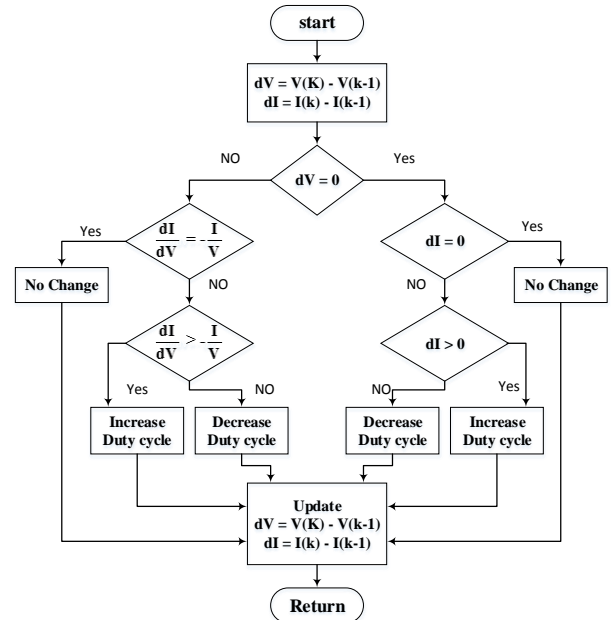 start
dV = V(K) - V(k-1)
dI = I(k) - I(k-1)
NO
Yes
dV = 0
Yes
dI/dV = - I/V
dI = 0
Yes
No Change
NO
NO
No Change
dI/dV > - I/V
dI > 0
Yes
NO
NO
Yes
Increase
Duty cycle
Decrease
Duty cycle
Decrease
Duty cycle
Increase
Duty cycle
Update
dV = V(K) - V(k-1)
dI = I(k) - I(k-1)
Return